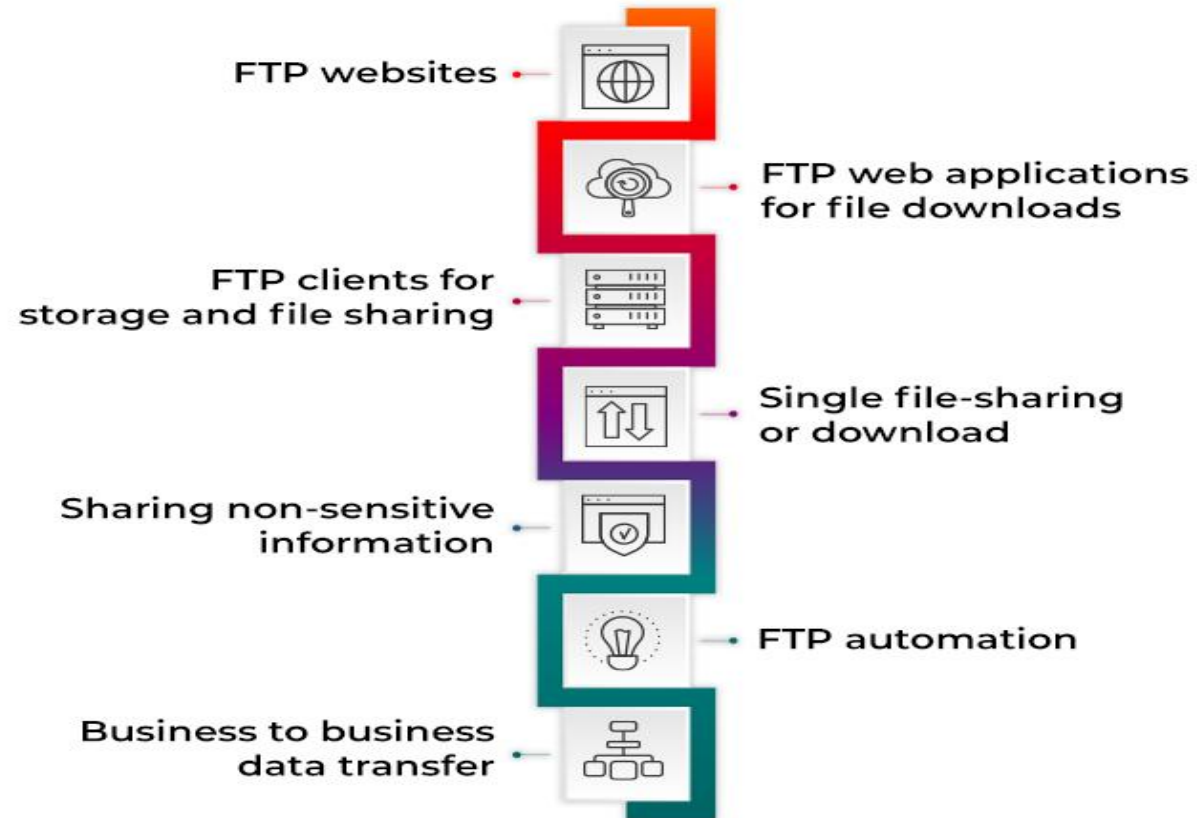 FTP websites
FTP web applications
for file downloads
FTP clients for
storage and file sharing
Single file-sharing
or download
Sharing non-sensitive
information
FTP automation
Business to business
data transfer